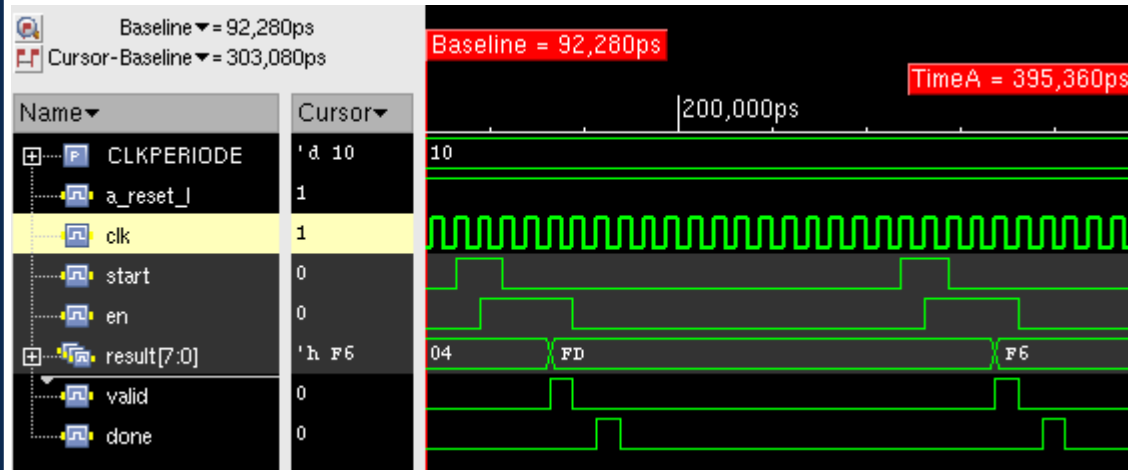 Baseline▾= 92,280ps
Cursor-Baseline▾= 303,080ps
Baseline = 92,280ps
TimeA = 395,360ps
Name▾ Cursor▾
200,000ps
CLKPERIODE 'd 10 10
a_reset_l 1
clk 1
start 0
en 0
result[7:0] 'h F6 04 FD F6
valid 0
done 0